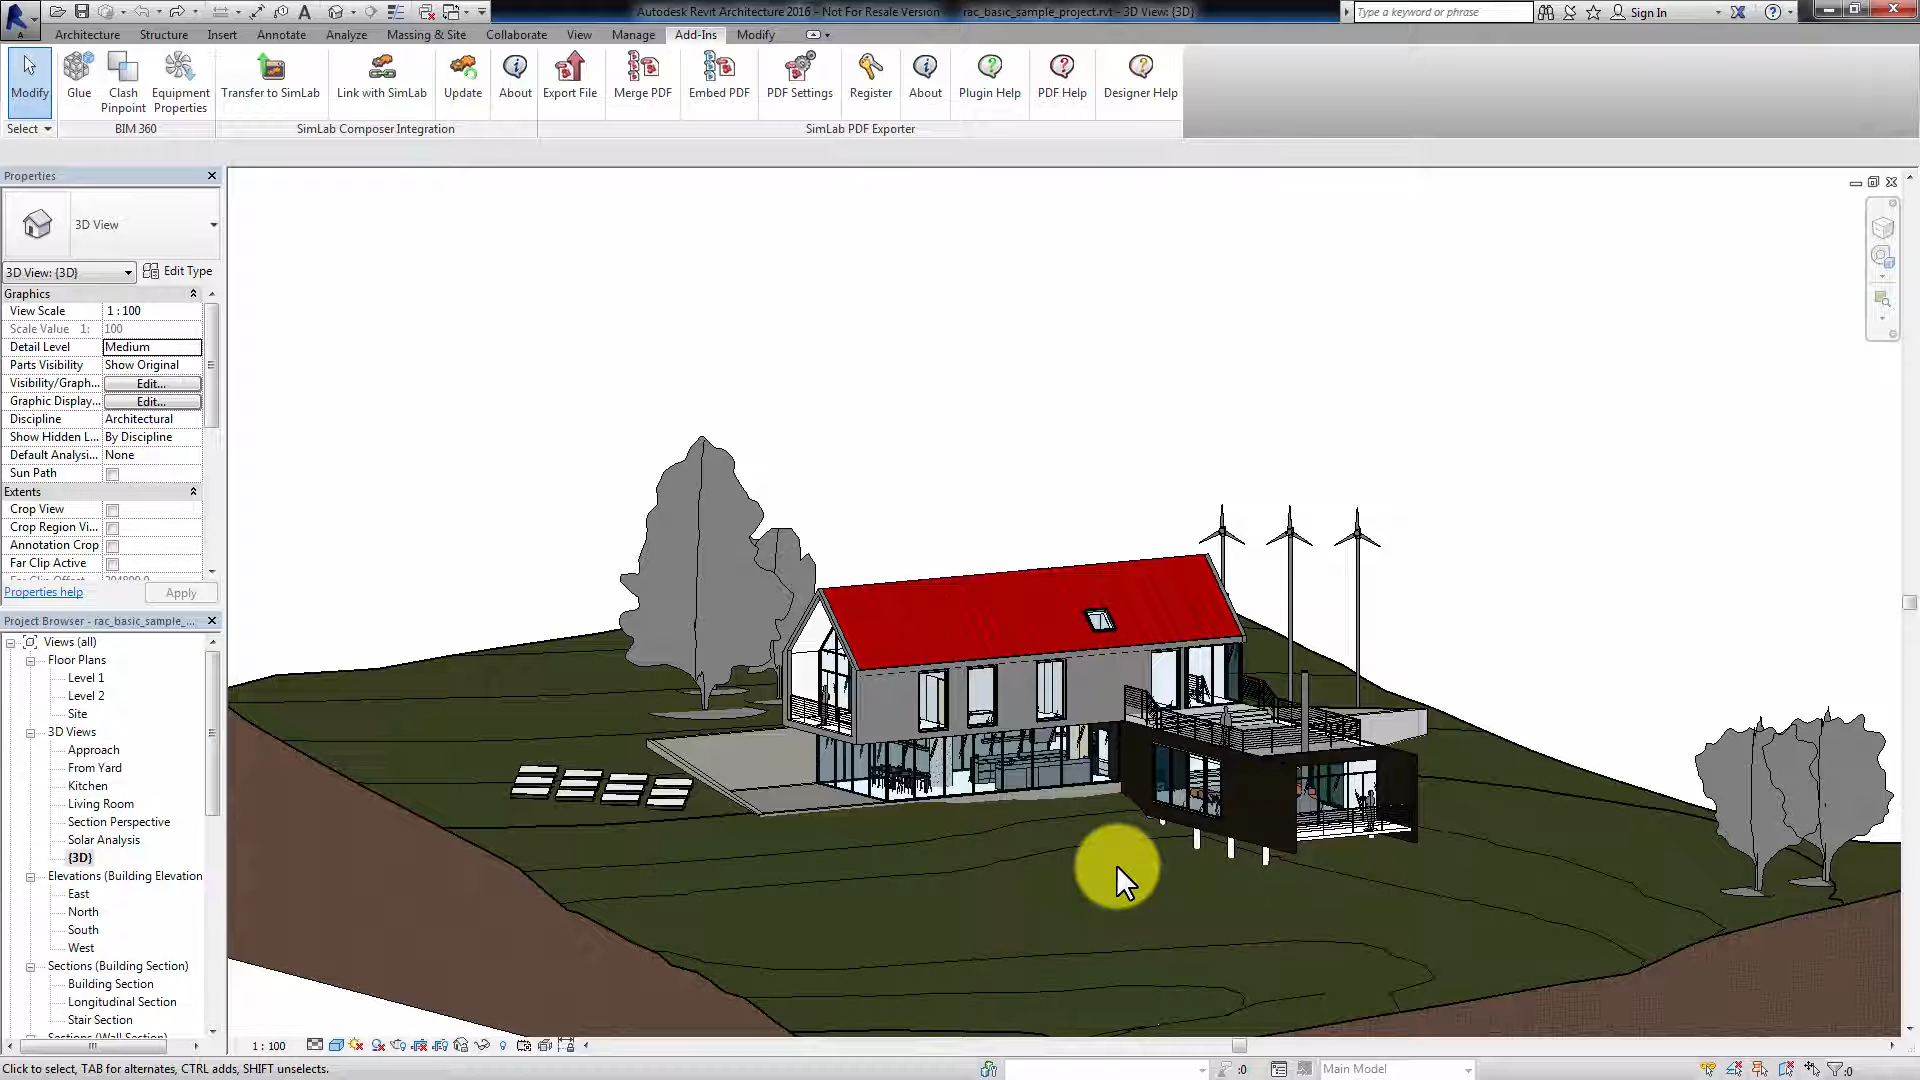 Autodesk Revit Architecture 2016 - Not For Resale Version - rac_basic_sample_project.rvt - 3D View: {3D}
Type a keyword or phrase
Sign In
Architecture Structure Insert Annotate Analyze Massing & Site Collaborate View Manage Add-Ins Modify
Modify
Glue
Clash Pinpoint
Equipment Properties
Transfer to SimLab
Link with SimLab
Update
About
Export File
Merge PDF
Embed PDF
PDF Settings
Register
About
Plugin Help
PDF Help
Designer Help
Select
BIM 360
SimLab Composer Integration
SimLab PDF Exporter
Properties
3D View
3D View: {3D}
Edit Type
Graphics
View Scale 1 : 100
Scale Value 1: 100
Detail Level Medium
Parts Visibility Show Original
Visibility/Graph... Edit...
Graphic Display... Edit...
Discipline Architectural
Show Hidden L... By Discipline
Default Analysi... None
Sun Path
Extents
Crop View
Crop Region Vi...
Annotation Crop
Far Clip Active
Far Clip Offset 304800.0
Properties help
Apply
Project Browser - rac_basic_sample_...
Views (all)
Floor Plans
Level 1
Level 2
Site
3D Views
Approach
From Yard
Kitchen
Living Room
Section Perspective
Solar Analysis
{3D}
Elevations (Building Elevation
East
North
South
West
Sections (Building Section)
Building Section
Longitudinal Section
Stair Section
Sections (Wall Section)
1 : 100
Click to select, TAB for alternates, CTRL adds, SHIFT unselects.
:0
Main Model
:0